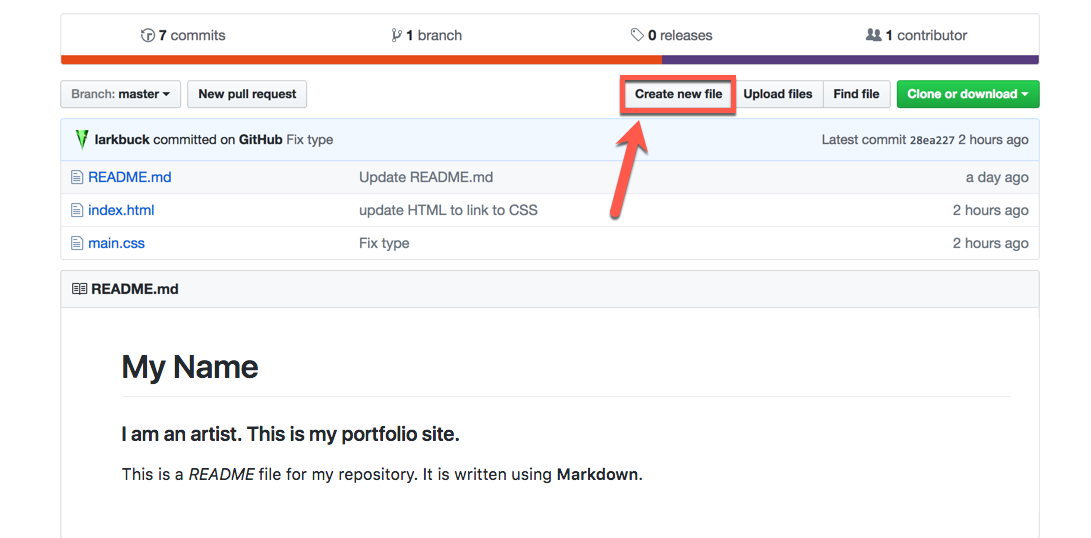 7 commits 1 branch 0 releases 1 contributor
Branch: master New pull request Create new file Upload files Find file Clone or download
larkbuck committed on GitHub Fix type Latest commit 28ea227 2 hours ago
README.md Update README.md a day ago
index.html update HTML to link to CSS 2 hours ago
main.css Fix type 2 hours ago
README.md
My Name
I am an artist. This is my portfolio site.
This is a README file for my repository. It is written using Markdown.